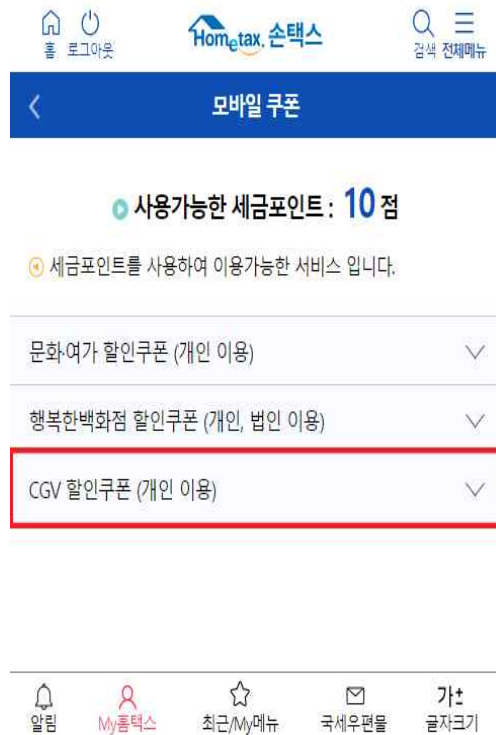 홈 로그아웃 Hometax. 손택스 검색 전체메뉴
모바일 쿠폰
사용가능한 세금포인트 : 10 점
세금포인트를 사용하여 이용가능한 서비스 입니다.
문화·여가 할인쿠폰 (개인 이용)
행복한백화점 할인쿠폰 (개인, 법인 이용)
CGV 할인쿠폰 (개인 이용)
가±
알림 My홈택스 최근/My메뉴 국세우편물 글자크기